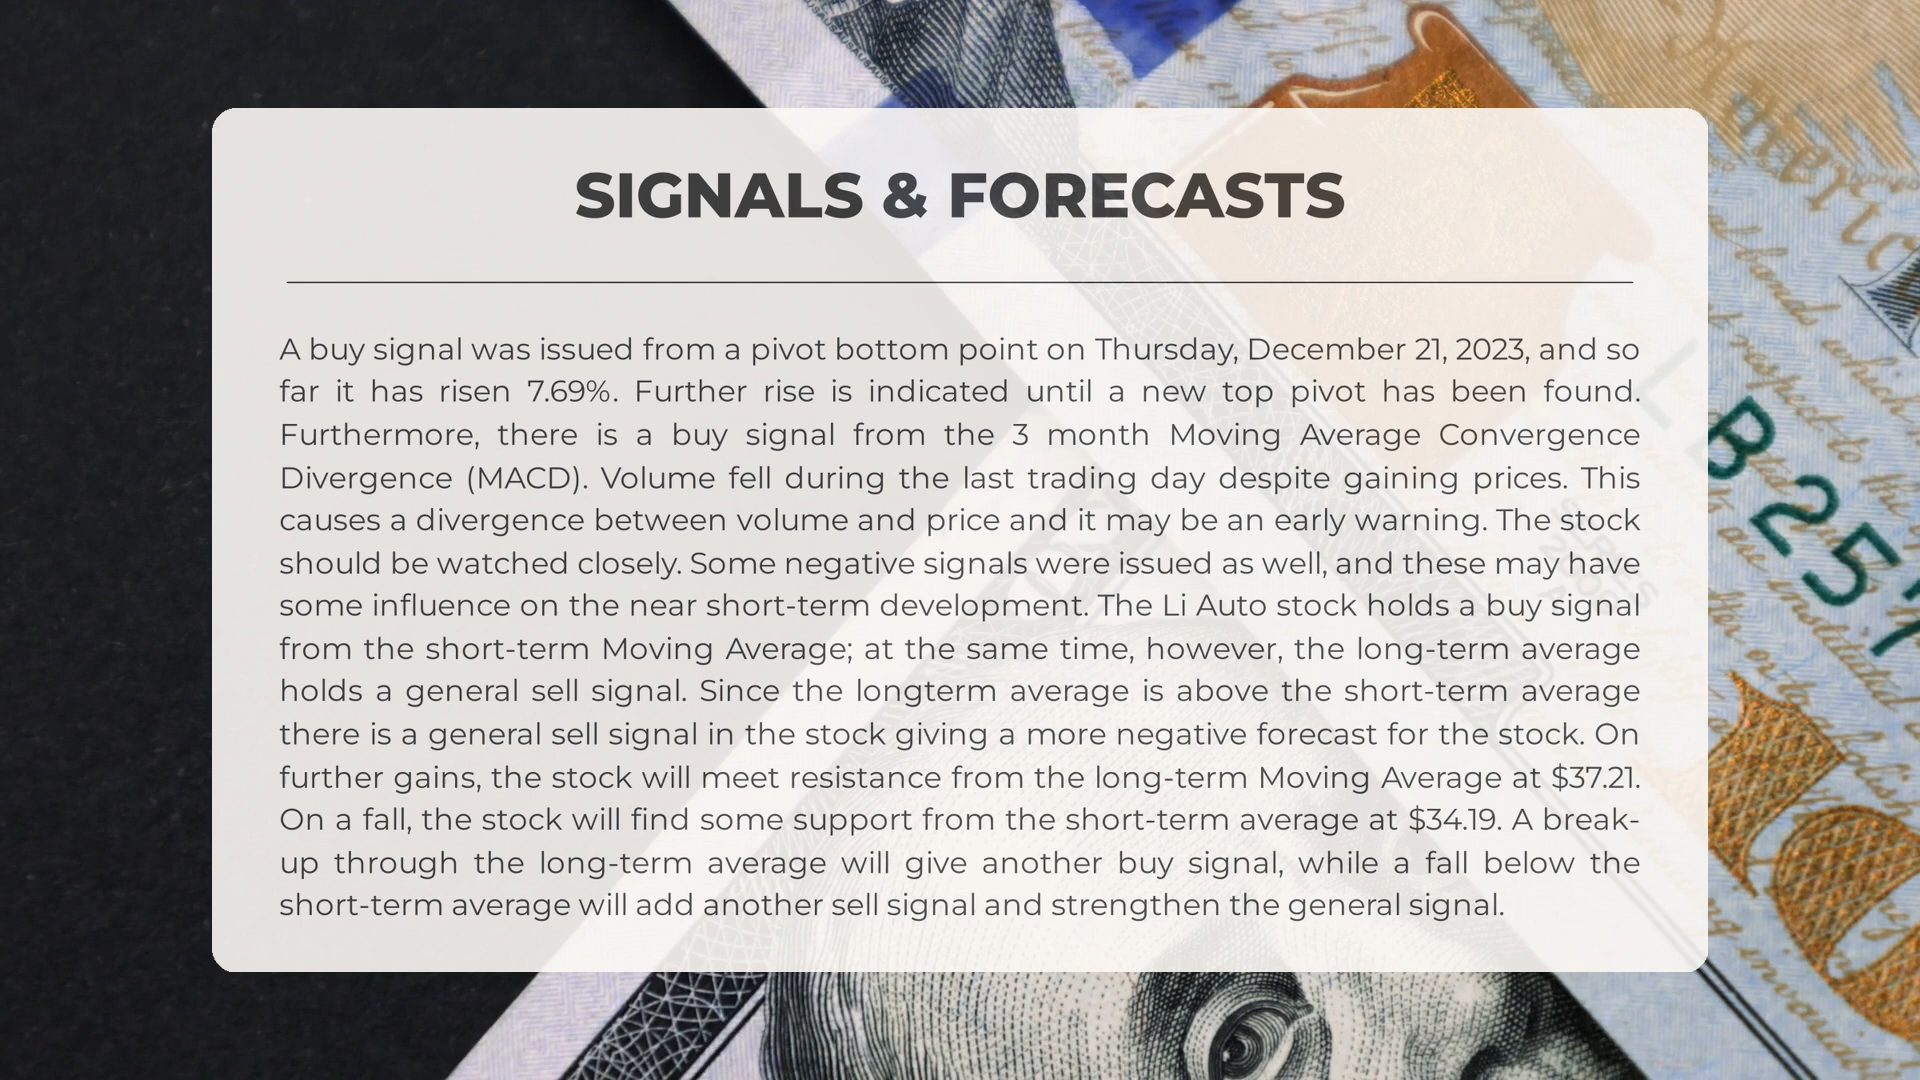 SIGNALS & FORECASTS
A buy signal was issued from a pivot bottom point on Thursday, December 21, 2023, and so
far it has risen 7.69%. Further rise is indicated until a new top pivot has been found.
Furthermore, there is a buy signal from the 3 month Moving Average Convergence
Divergence (MACD). Volume fell during the last trading day despite gaining prices. This
causes a divergence between volume and price and it may be an early warning. The stock
should be watched closely. Some negative signals were issued as well, and these may have
some influence on the near short-term development. The Li Auto stock holds a buy signal
from the short-term Moving Average; at the same time, however, the long-term average
holds a general sell signal. Since the longterm average is above the short-term average
there is a general sell signal in the stock giving a more negative forecast for the stock. On
further gains, the stock will meet resistance from the long-term Moving Average at $37.21.
On a fall, the stock will find some support from the short-term average at $34.19. A break-
up through the long-term average will give another buy signal, while a fall below the
short-term average will add another sell signal and strengthen the general signal.